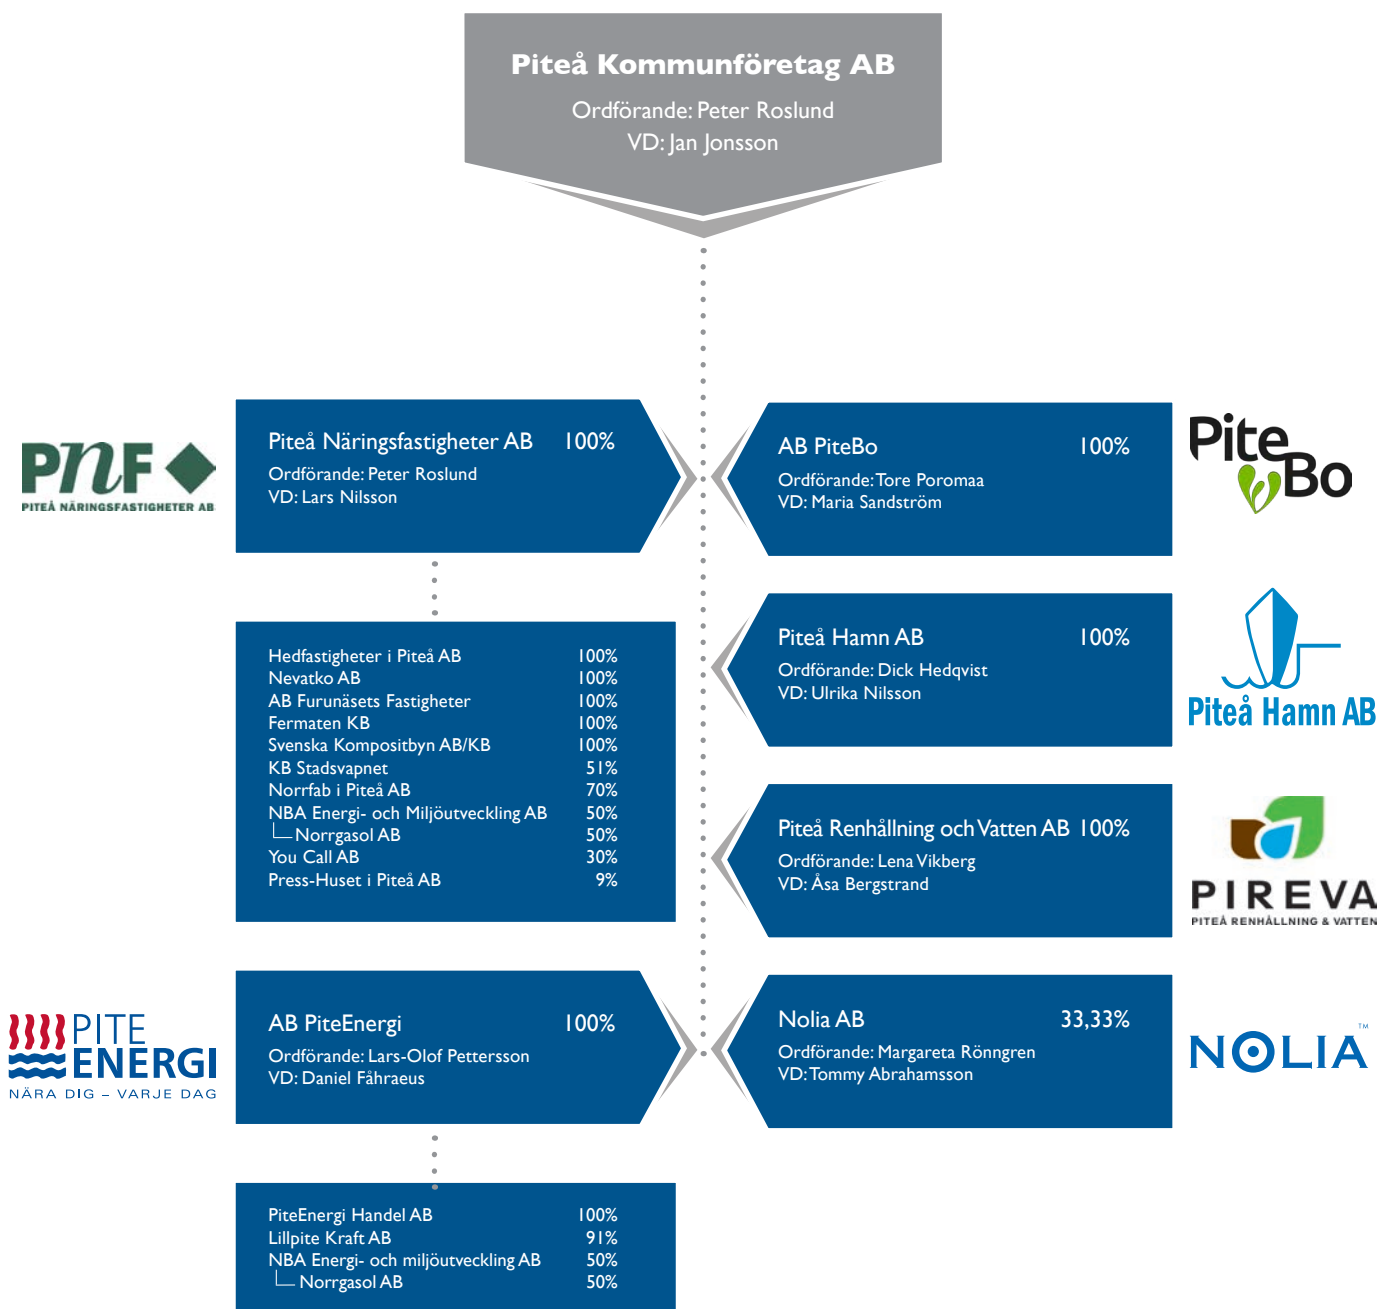 Piteå Kommunföretag AB
Ordförande: Peter Roslund
VD: Jan Jonsson
PnF
PITEÅ NÄRINGSFASTIGHETER AB
Piteå Näringsfastigheter AB 100%
Ordförande: Peter Roslund
VD: Lars Nilsson
AB PiteBo 100%
Ordförande: Tore Poromaa
VD: Maria Sandström
Pite
Bo
Hedfastigheter i Piteå AB 100%
Nevatko AB 100%
AB Furunäsets Fastigheter 100%
Fermaten KB 100%
Svenska Kompositbyn AB/KB 100%
KB Stadsvapnet 51%
Norrfab i Piteå AB 70%
NBA Energi- och Miljöutveckling AB 50%
Norrgasol AB 50%
You Call AB 30%
Press-Huset i Piteå AB 9%
Piteå Hamn AB 100%
Ordförande: Dick Hedqvist
VD: Ulrika Nilsson
Piteå Hamn AB
Piteå Renhållning och Vatten AB 100%
Ordförande: Lena Vikberg
VD: Åsa Bergstrand
PIREVA
PITEÅ RENHÅLLNING & VATTEN
PITE
ENERGI
NÄRA DIG – VARJE DAG
AB PiteEnergi 100%
Ordförande: Lars-Olof Pettersson
VD: Daniel Fåhraeus
Nolia AB 33,33%
Ordförande: Margareta Rönngren
VD: Tommy Abrahamsson
NOLIA™
PiteEnergi Handel AB 100%
Lillpite Kraft AB 91%
NBA Energi- och miljöutveckling AB 50%
Norrgasol AB 50%